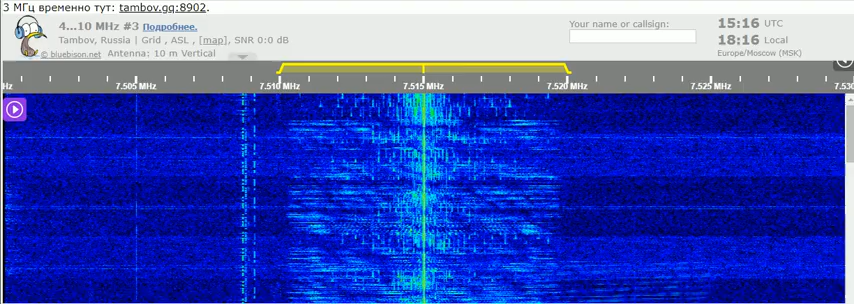 3 МГц временно тут: tambov.gq:8902.
4...10 MHz #3 Подробнее.
Tambov, Russia | Grid , ASL , [map], SNR 0:0 dB
© bluebison.net Antenna: 10 m Vertical
Your name or callsign:
15:16 UTC
18:16 Local
Europe/Moscow (MSK)
Hz 7.505 MHz 7.510 MHz 7.515 MHz 7.520 MHz 7.525 MHz 7.530